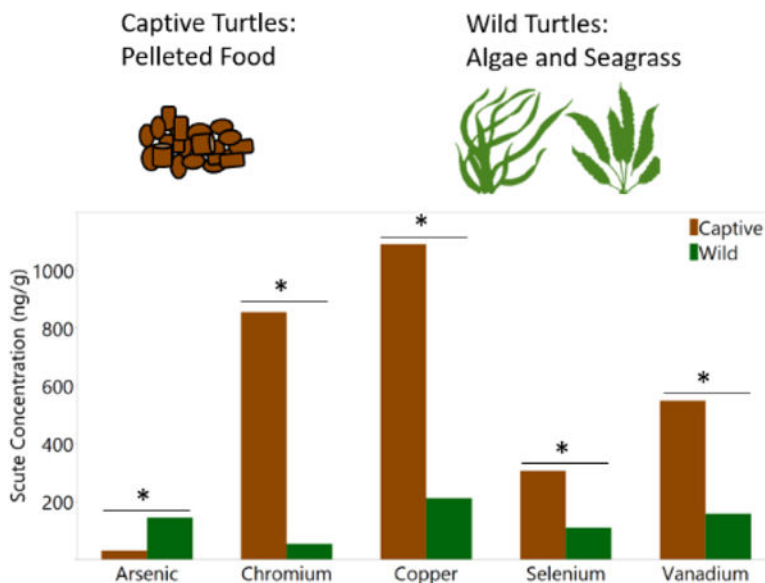 Captive Turtles:
Pelleted Food
Wild Turtles:
Algae and Seagrass
Captive
Wild
Scute Concentration (ng/g)
1000
800
600
400
200
*
*
*
*
*
Arsenic
Chromium
Copper
Selenium
Vanadium